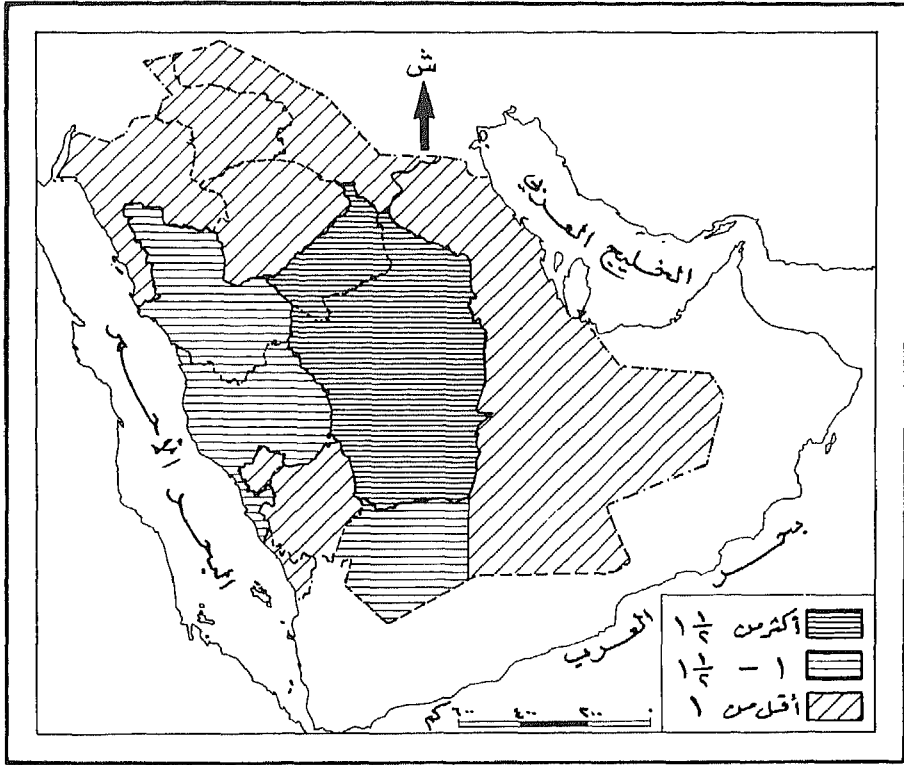 ش
الخليج العربي
البحر الأحمر
بحر العرب
أكثر من ١ ١/٢
١ - ١ ١/٢
أقل من ١
٠ ٢٠٠ ٤٠٠ ٦٠٠ كم